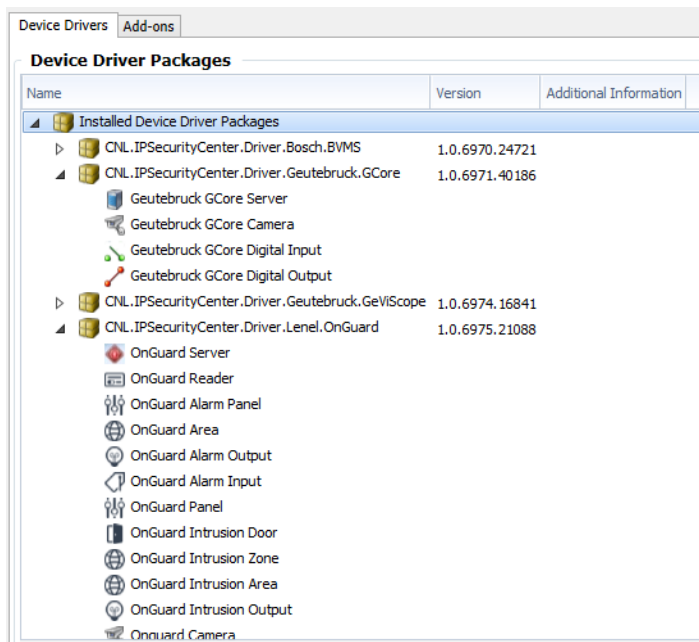 Device Drivers Add-ons
Device Driver Packages
Name Version Additional Information
Installed Device Driver Packages
CNL.IPSecurityCenter.Driver.Bosch.BVMS 1.0.6970.24721
CNL.IPSecurityCenter.Driver.Geutebruck.GCore 1.0.6971.40186
Geutebruck GCore Server
Geutebruck GCore Camera
Geutebruck GCore Digital Input
Geutebruck GCore Digital Output
CNL.IPSecurityCenter.Driver.Geutebruck.GeViScope 1.0.6974.16841
CNL.IPSecurityCenter.Driver.Lenel.OnGuard 1.0.6975.21088
OnGuard Server
OnGuard Reader
OnGuard Alarm Panel
OnGuard Area
OnGuard Alarm Output
OnGuard Alarm Input
OnGuard Panel
OnGuard Intrusion Door
OnGuard Intrusion Zone
OnGuard Intrusion Area
OnGuard Intrusion Output
Onguard Camera